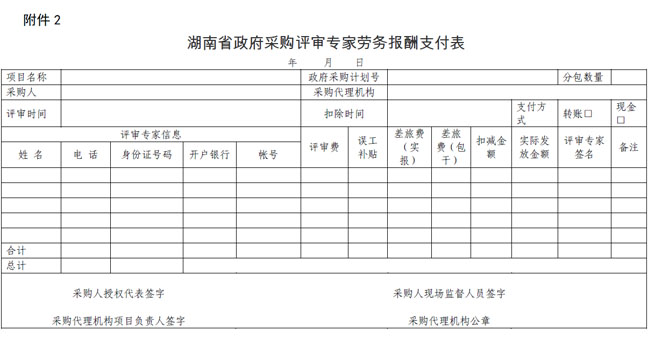 附件 2
湖南省政府采购评审专家劳务报酬支付表
年 月 日
项目名称 政府采购计划号 分包数量
采购人 采购代理机构
评审时间 扣除时间 支付方式 转账□ 现金□
评审专家信息 评审费 误工补贴 差旅费（实报） 差旅费（包干） 扣减金额 实际发放金额 评审专家签名 备注
姓 名 电 话 身份证号码 开户银行 帐号
合计
总计
采购人授权代表签字 采购人现场监督人员签字
采购代理机构项目负责人签字 采购代理机构公章